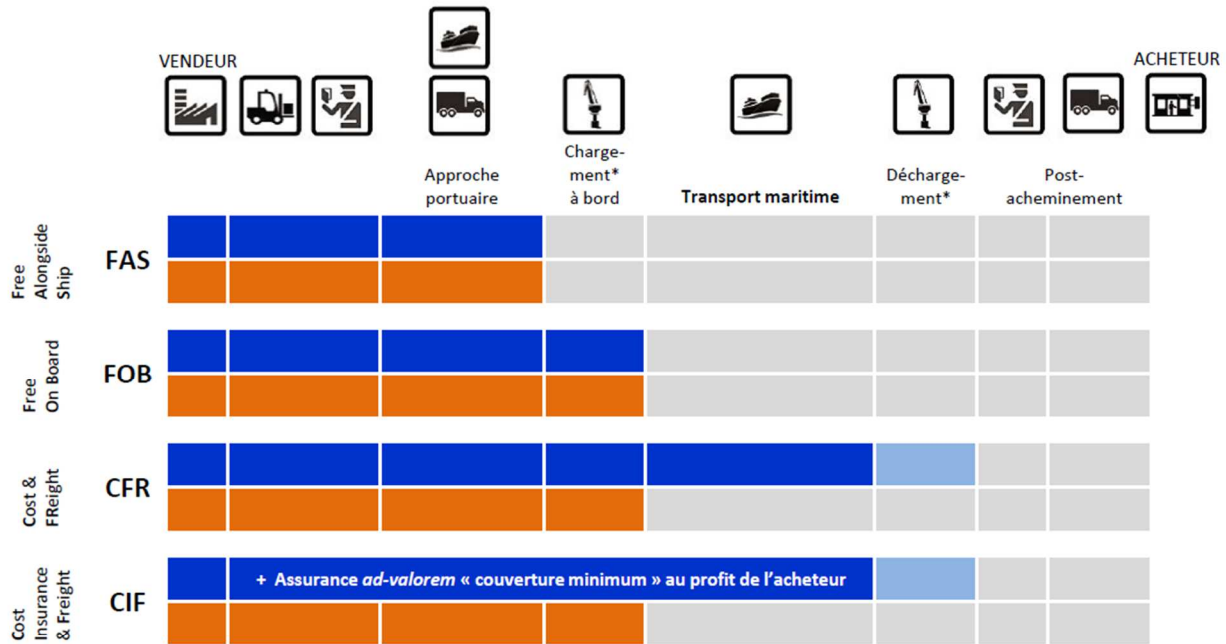 VENDEUR
ACHETEUR
Approche
portuaire
Charge-
ment*
à bord
Transport maritime
Décharge-
ment*
Post-
acheminement
Free
Alongside
Ship
FAS
Free
On Board
FOB
Cost &
FReight
CFR
Cost
Insurance
& Freight
CIF
+ Assurance ad-valorem « couverture minimum » au profit de l’acheteur